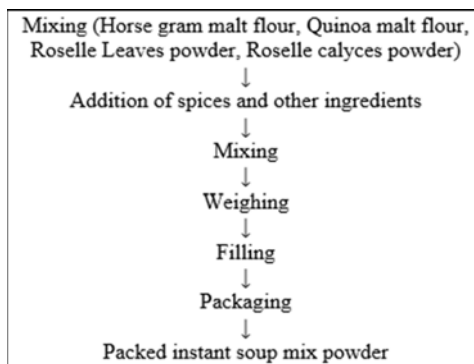 Mixing (Horse gram malt flour, Quinoa malt flour,
Roselle Leaves powder, Roselle calyces powder)
↓
Addition of spices and other ingredients
↓
Mixing
↓
Weighing
↓
Filling
↓
Packaging
↓
Packed instant soup mix powder